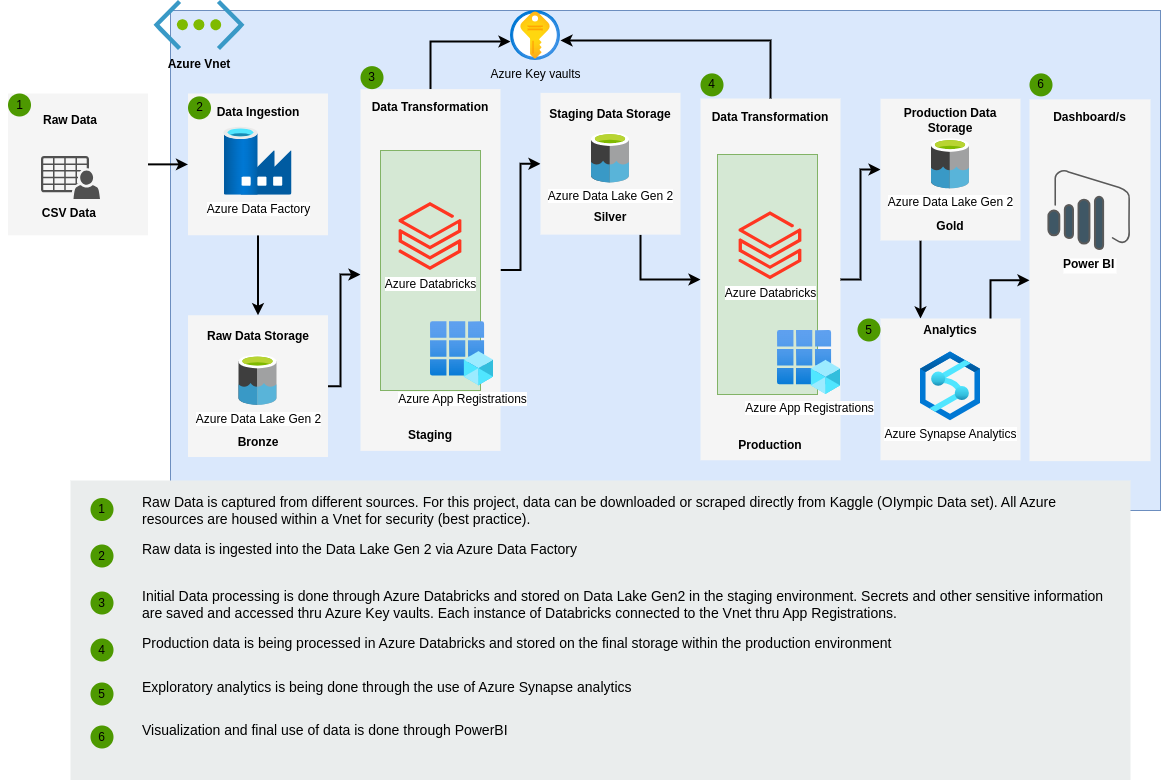 Azure Vnet
Azure Key vaults
1
Raw Data
CSV Data
2
Data Ingestion
Azure Data Factory
Raw Data Storage
Azure Data Lake Gen 2
Bronze
3
Data Transformation
Azure Databricks
Azure App Registrations
Staging
Staging Data Storage
Azure Data Lake Gen 2
Silver
4
Data Transformation
Azure Databricks
Azure App Registrations
Production
Production Data
Storage
Azure Data Lake Gen 2
Gold
5
Analytics
Azure Synapse Analytics
6
Dashboard/s
Power BI
1
Raw Data is captured from different sources. For this project, data can be downloaded or scraped directly from Kaggle (OIympic Data set). All Azure
resources are housed within a Vnet for security (best practice).
2
Raw data is ingested into the Data Lake Gen 2 via Azure Data Factory
3
Initial Data processing is done through Azure Databricks and stored on Data Lake Gen2 in the staging environment. Secrets and other sensitive information
are saved and accessed thru Azure Key vaults. Each instance of Databricks connected to the Vnet thru App Registrations.
4
Production data is being processed in Azure Databricks and stored on the final storage within the production environment
5
Exploratory analytics is being done through the use of Azure Synapse analytics
6
Visualization and final use of data is done through PowerBI